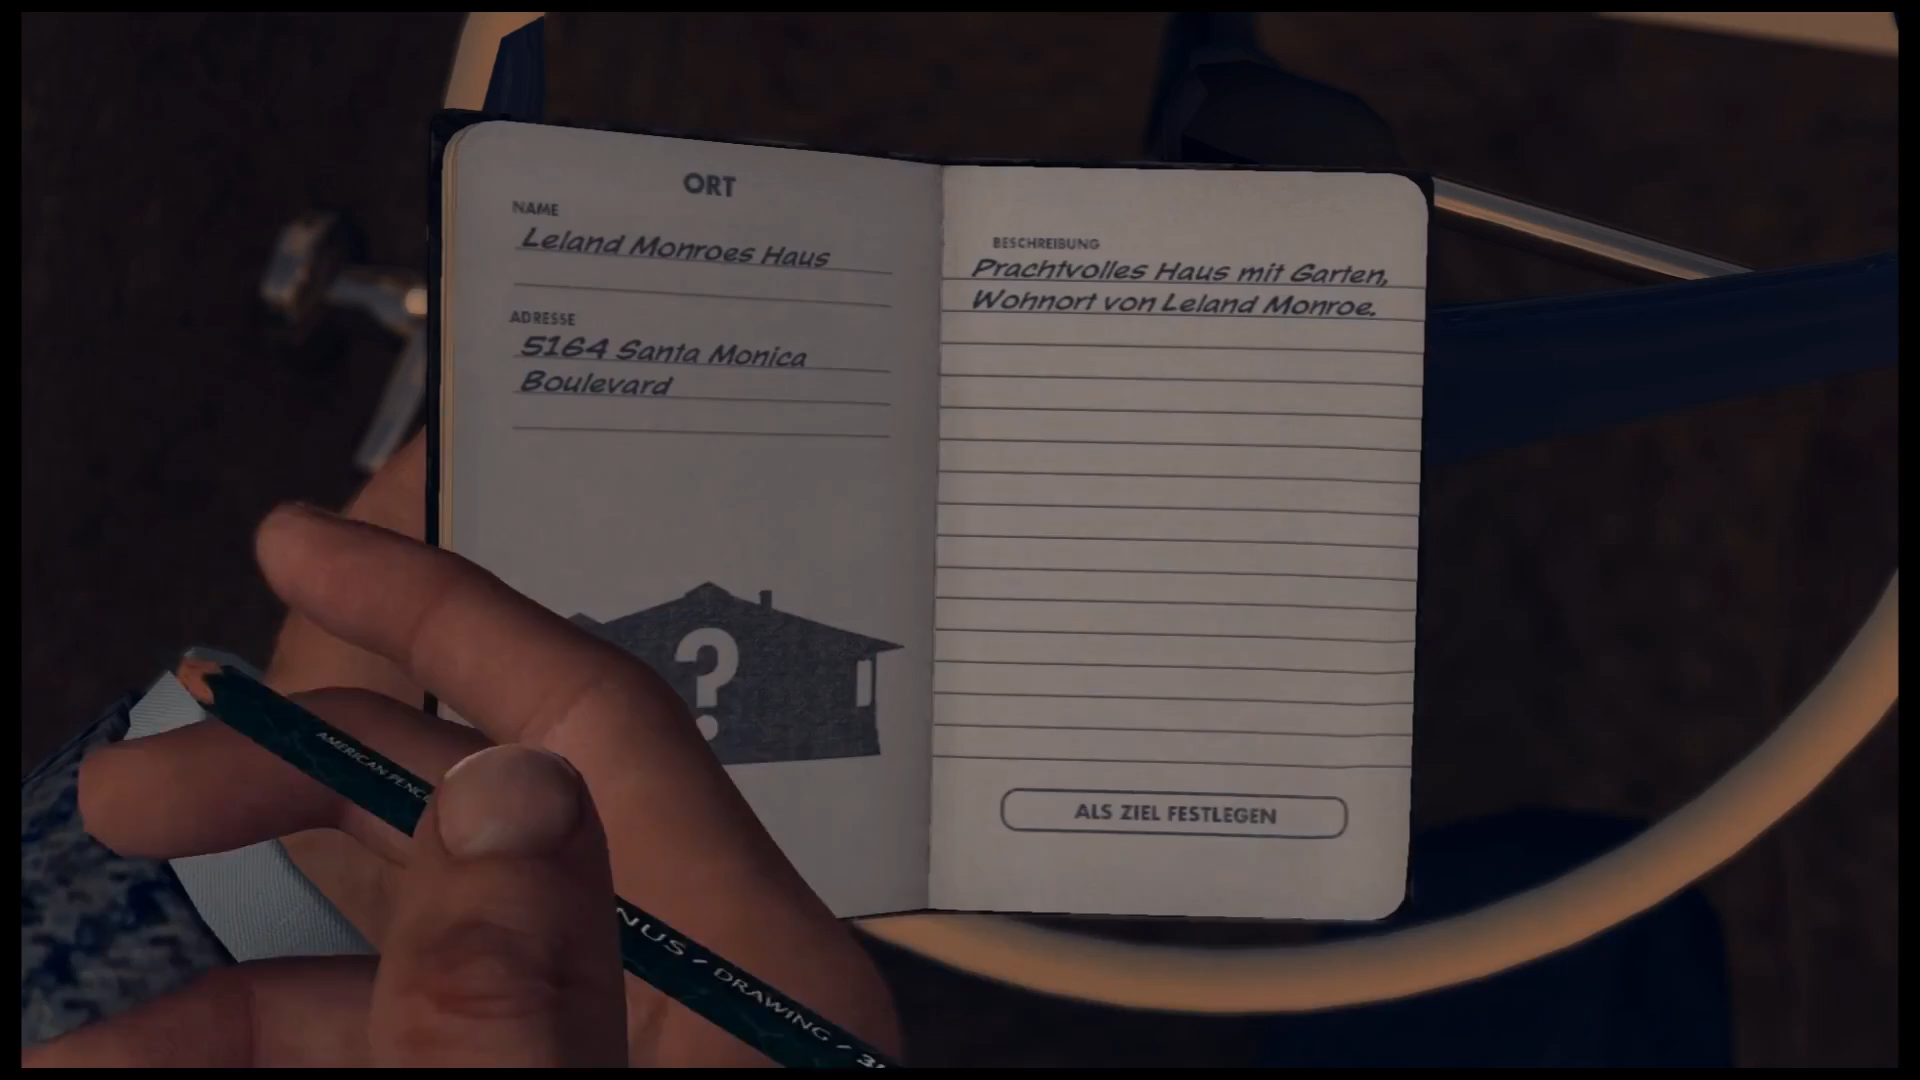 ORT
NAME
Leland Monroes Haus
ADRESSE
5164 Santa Monica
Boulevard
?
BESCHREIBUNG
Prachtvolles Haus mit Garten,
Wohnort von Leland Monroe.
ALS ZIEL FESTLEGEN
AMERICAN
NUS / DRAWING /